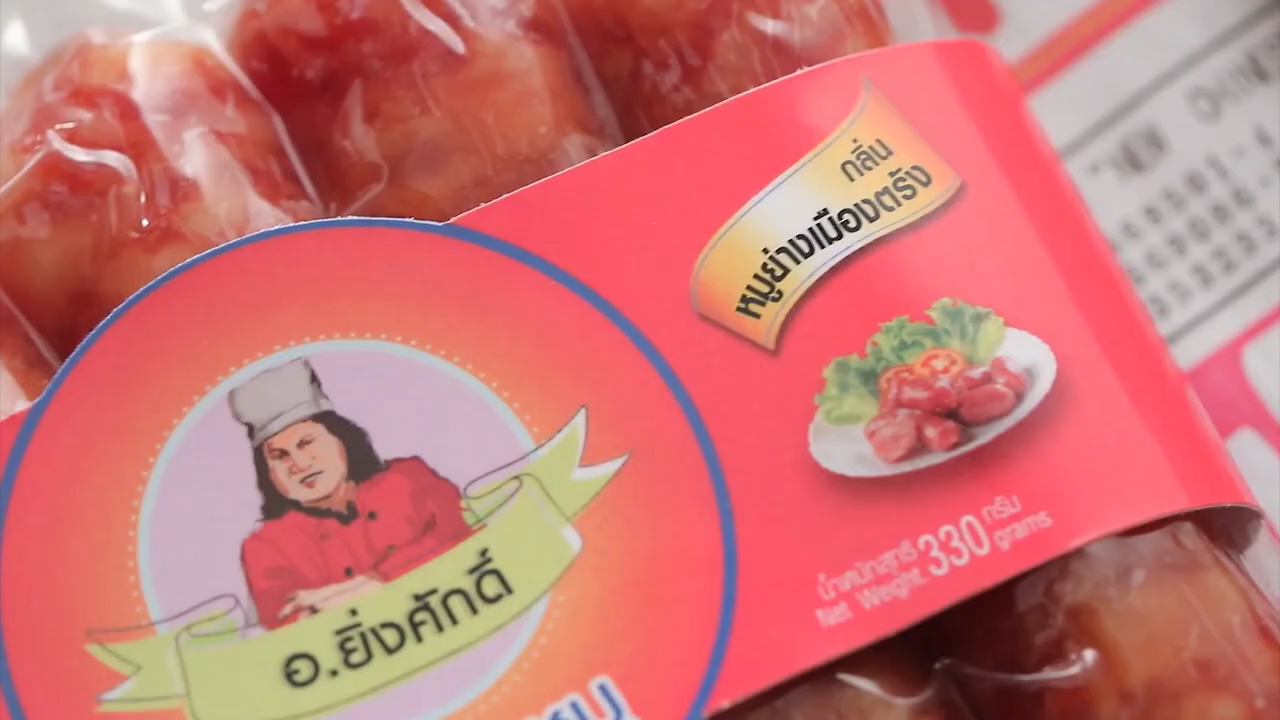 กลิ่น
หมูย่างเมืองตรัง
อ.ยิ่งศักดิ์
น้ำหนักสุทธิ 330 กรัม
Net Weight grams